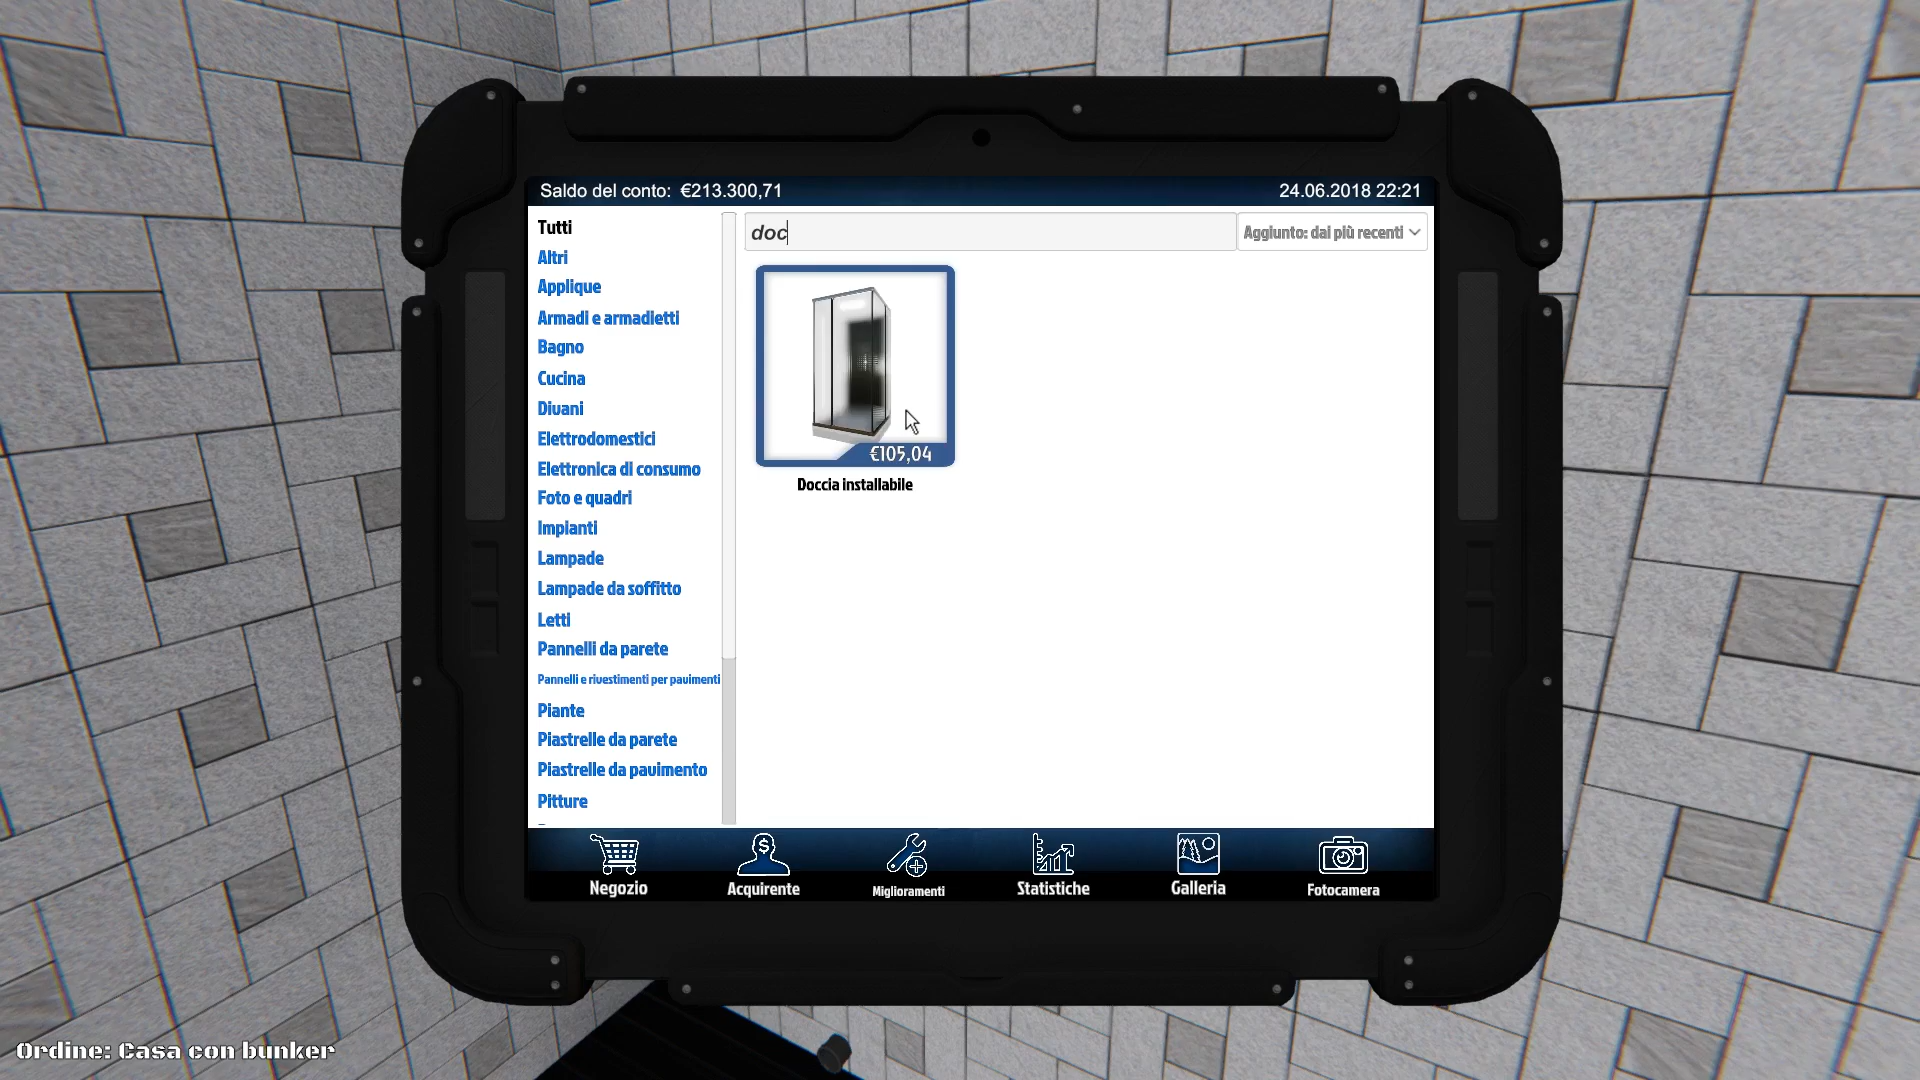 Saldo del conto: €213.300,71
24.06.2018 22:21
doc
Aggiunto: dai più recenti
Tutti
Altri
Applique
Armadi e armadietti
Bagno
Cucina
Divani
Elettrodomestici
Elettronica di consumo
Foto e quadri
Impianti
Lampade
Lampade da soffitto
Letti
Pannelli da parete
Pannelli e rivestimenti per pavimenti
Piante
Piastrelle da parete
Piastrelle da pavimento
Pitture
€105,04
Doccia installabile
Negozio
Acquirente
Miglioramenti
Statistiche
Galleria
Fotocamera
Ordine: Casa con bunker